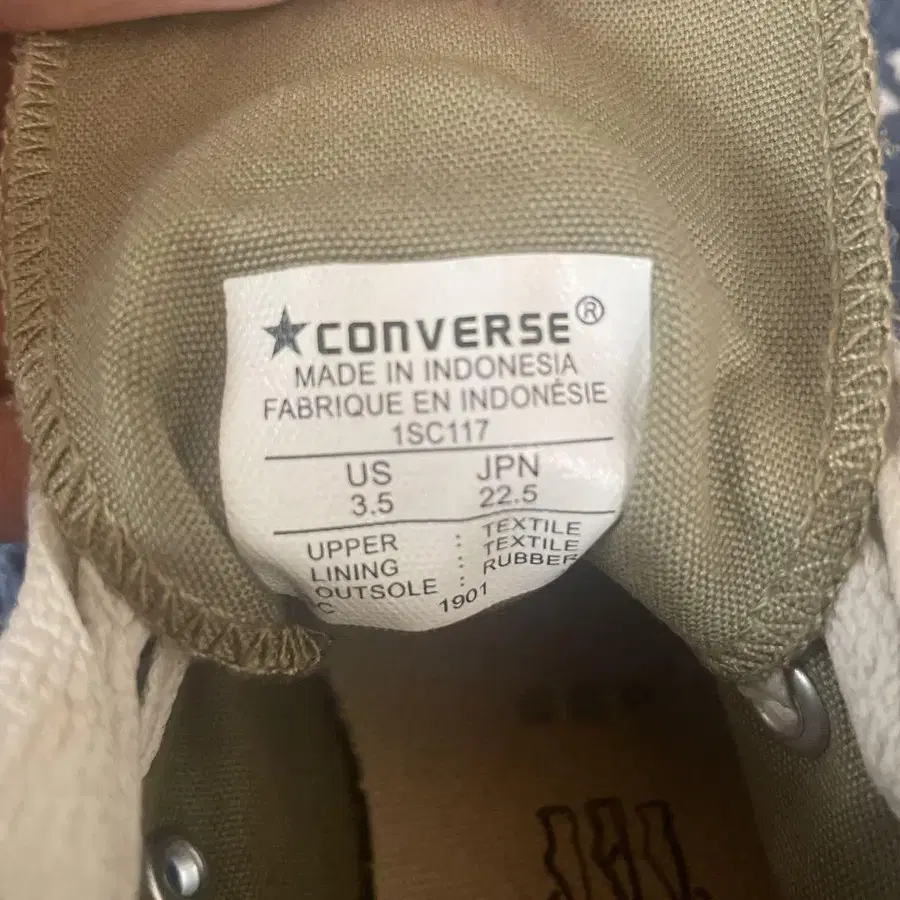 ★CONVERSE®
MADE IN INDONESIA
FABRIQUE EN INDONÉSIE
1SC117
US JPN
3.5 22.5
UPPER : TEXTILE
LINING : TEXTILE
OUTSOLE : RUBBER
C 1901